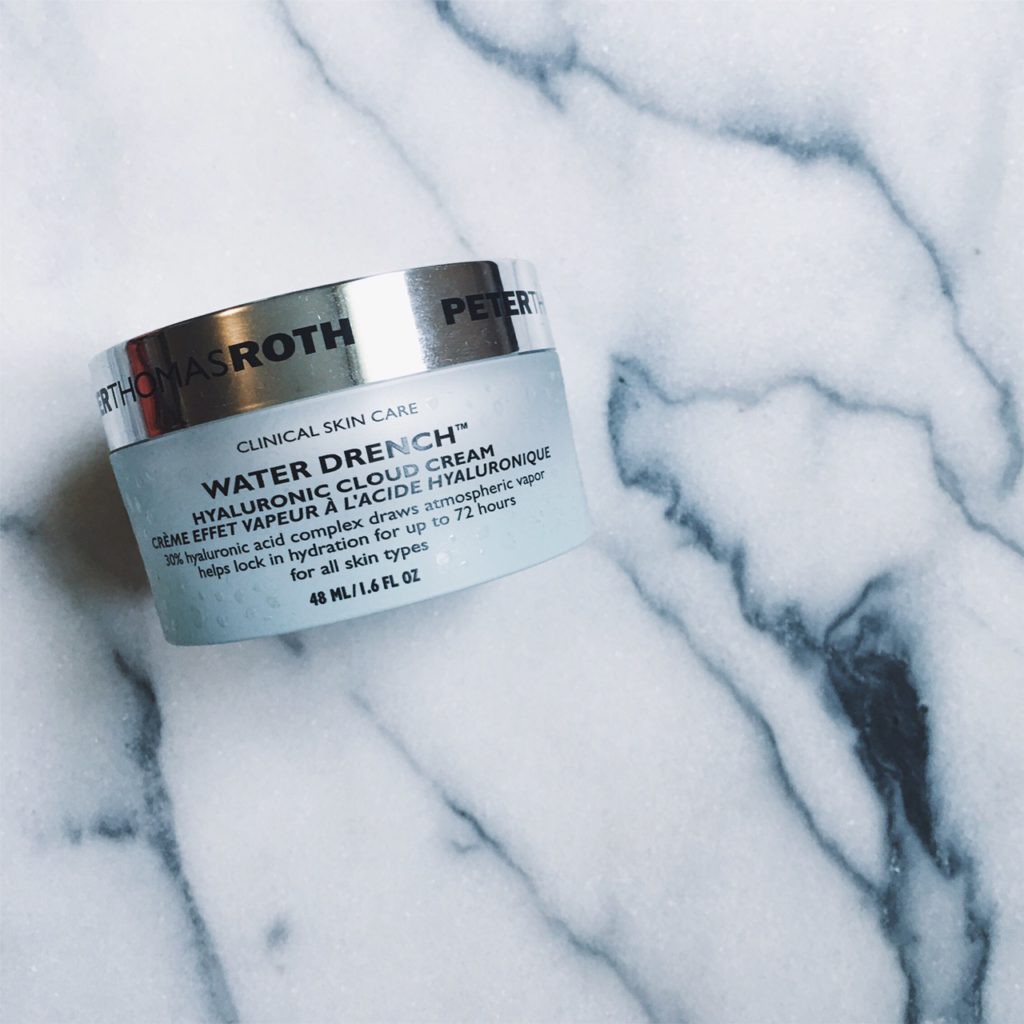 ERTHOMASROTH PETERTH
CLINICAL SKIN CARE
WATER DRENCH™
HYALURONIC CLOUD CREAM
CRÈME EFFET VAPEUR À L'ACIDE HYALURONIQUE
30% hyaluronic acid complex draws atmospheric vapor
helps lock in hydration for up to 72 hours
for all skin types
48 ML/1.6 FL OZ